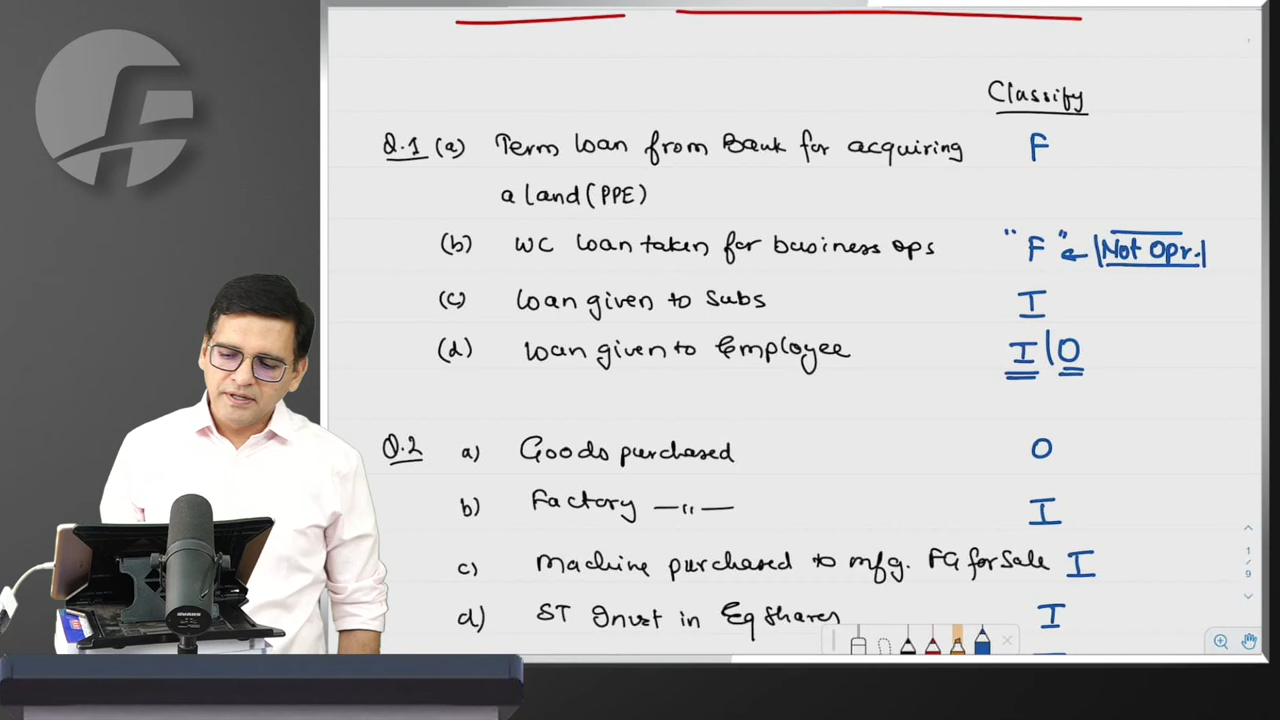 Classify
Q.1 (a) Term loan from Bank for acquiring F
a land (PPE)
(b) WC loan taken for business ops "F" ← |Not Opr.|
(c) loan given to Subs I
(d) loan given to Employee I|O
Q.2 a) Goods purchased O
b) Factory —"— I
c) Machine purchased to mfg. FG for Sale I
d) ST Invst in Eq Shares I
1
9